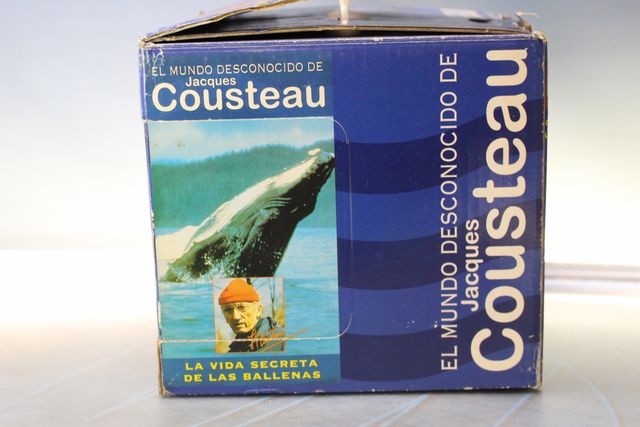 EL MUNDO DESCONOCIDO DE
Jacques
Cousteau
LA VIDA SECRETA
DE LAS BALLENAS
EL MUNDO DESCONOCIDO DE
Jacques
Cousteau